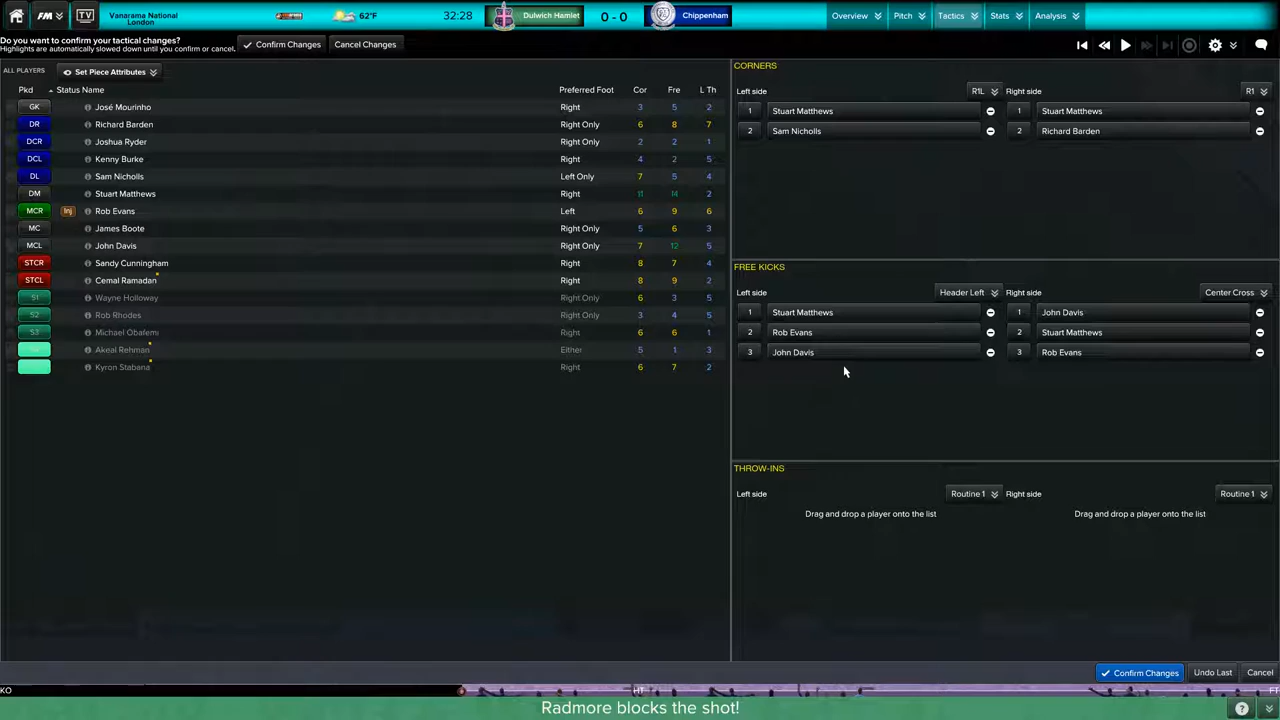 FM TV Vanarama National London 62°F 32:28 Dulwich Hamlet 0 - 0 Chippenham Overview Pitch Tactics Stats Analysis
Do you want to confirm your tactical changes?
Highlights are automatically slowed down until you confirm or cancel.
Confirm Changes Cancel Changes
ALL PLAYERS Set Piece Attributes
Pkd Status Name Preferred Foot Cor Fre L Th
GK José Mourinho Right 3 5 2
DR Richard Barden Right Only 6 8 7
DCR Joshua Ryder Right Only 2 2 1
DCL Kenny Burke Right 4 2 5
DL Sam Nicholls Left Only 7 5 4
DM Stuart Matthews Right 11 14 2
MCR Inj Rob Evans Left 6 9 6
MC James Boote Right Only 5 6 3
MCL John Davis Right Only 7 12 5
STCR Sandy Cunningham Right 8 7 4
STCL Cemal Ramadan Right 8 9 2
S1 Wayne Holloway Right Only 6 3 5
S2 Rob Rhodes Right Only 3 4 5
S3 Michael Obafemi Right 6 6 1
Akeal Rehman Either 5 1 3
Kyron Stabana Right 6 7 2
CORNERS
Left side R1L Right side R1
1 Stuart Matthews 1 Stuart Matthews
2 Sam Nicholls 2 Richard Barden
FREE KICKS
Left side Header Left Right side Center Cross
1 Stuart Matthews 1 John Davis
2 Rob Evans 2 Stuart Matthews
3 John Davis 3 Rob Evans
THROW-INS
Left side Routine 1 Right side Routine 1
Drag and drop a player onto the list Drag and drop a player onto the list
Confirm Changes Undo Last Cancel
KO HT FT
Radmore blocks the shot!